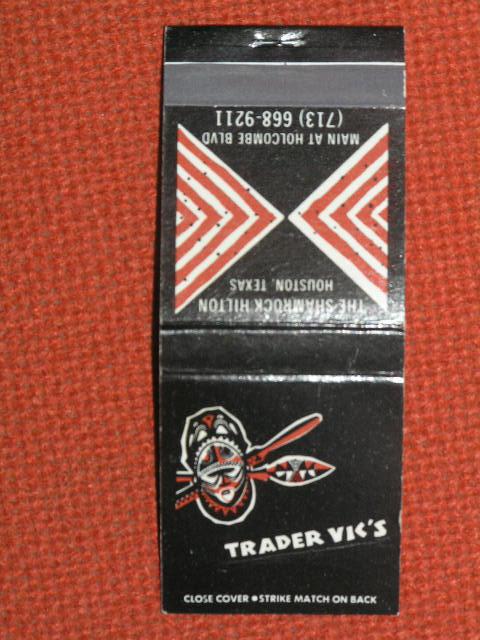 THE SHAMROCK HILTON
HOUSTON, TEXAS
MAIN AT HOLCOMBE BLVD
(713) 668-9211
TRADER VIC'S
CLOSE COVER • STRIKE MATCH ON BACK